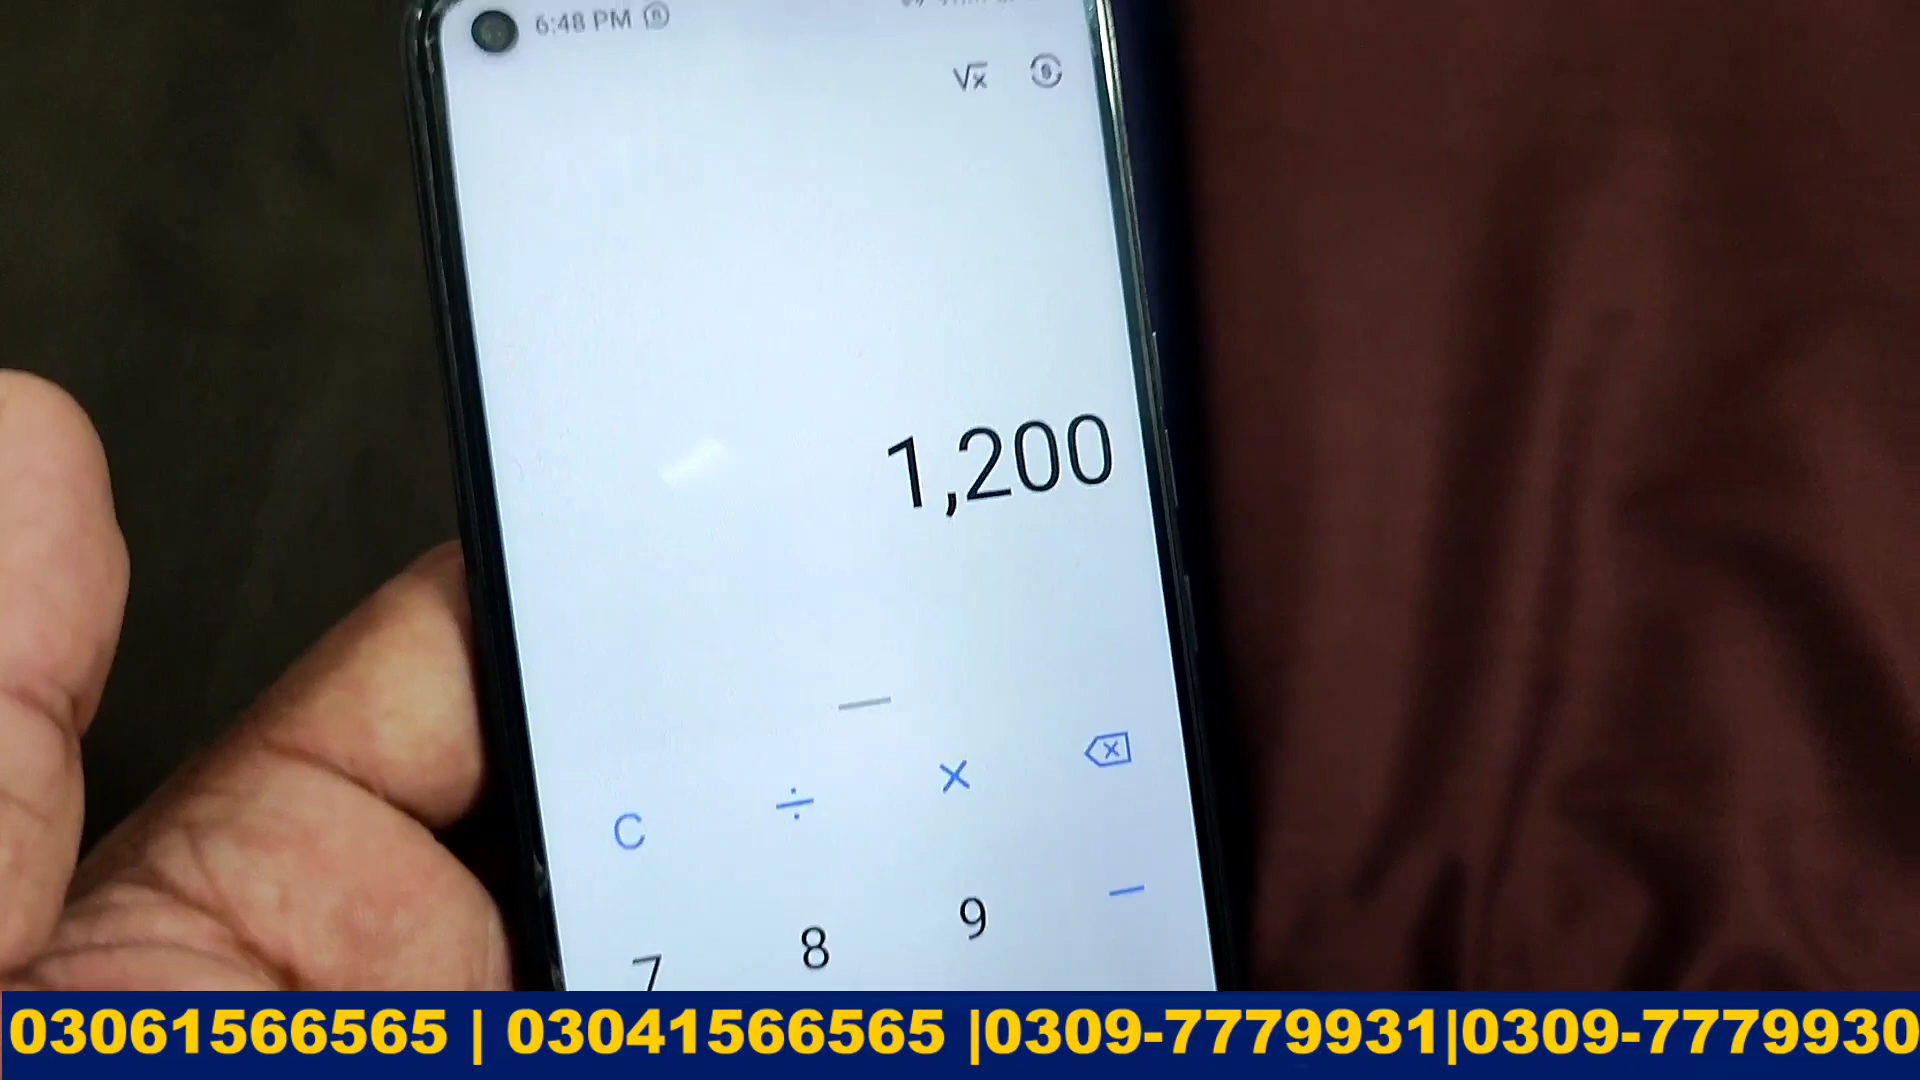 6:48 PM
√x
1,200
C ÷ × 
7 8 9 −
03061566565 | 03041566565 |0309-7779931|0309-7779930